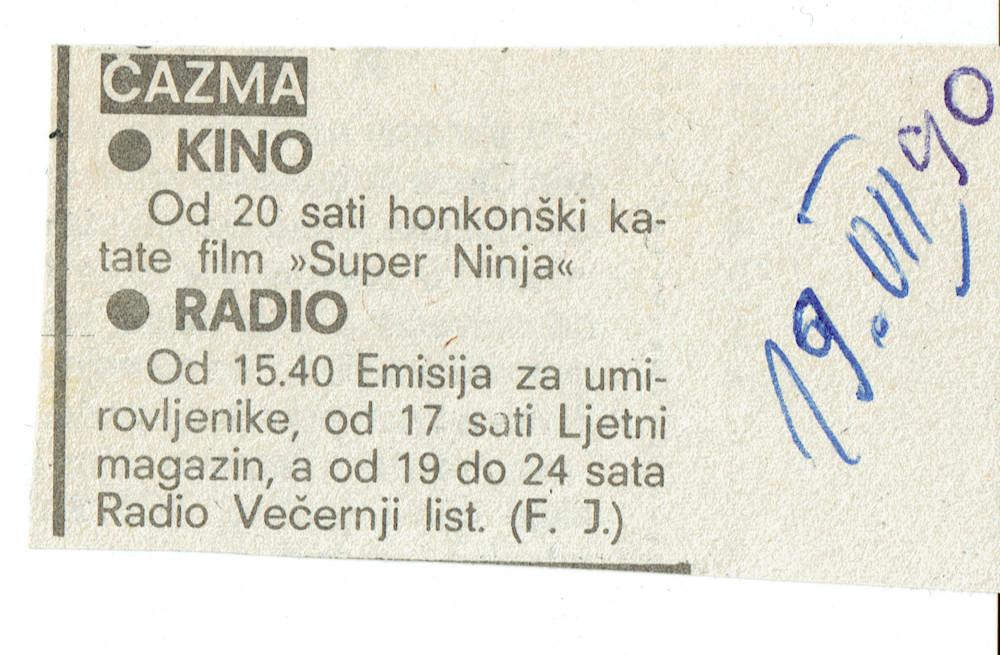 ČAZMA
● KINO
Od 20 sati honkonški ka-
tate film »Super Ninja«
● RADIO
Od 15.40 Emisija za umi-
rovljenike, od 17 sati Ljetni
magazin, a od 19 do 24 sata
Radio Večernji list. (F. J.)
19. VII 90